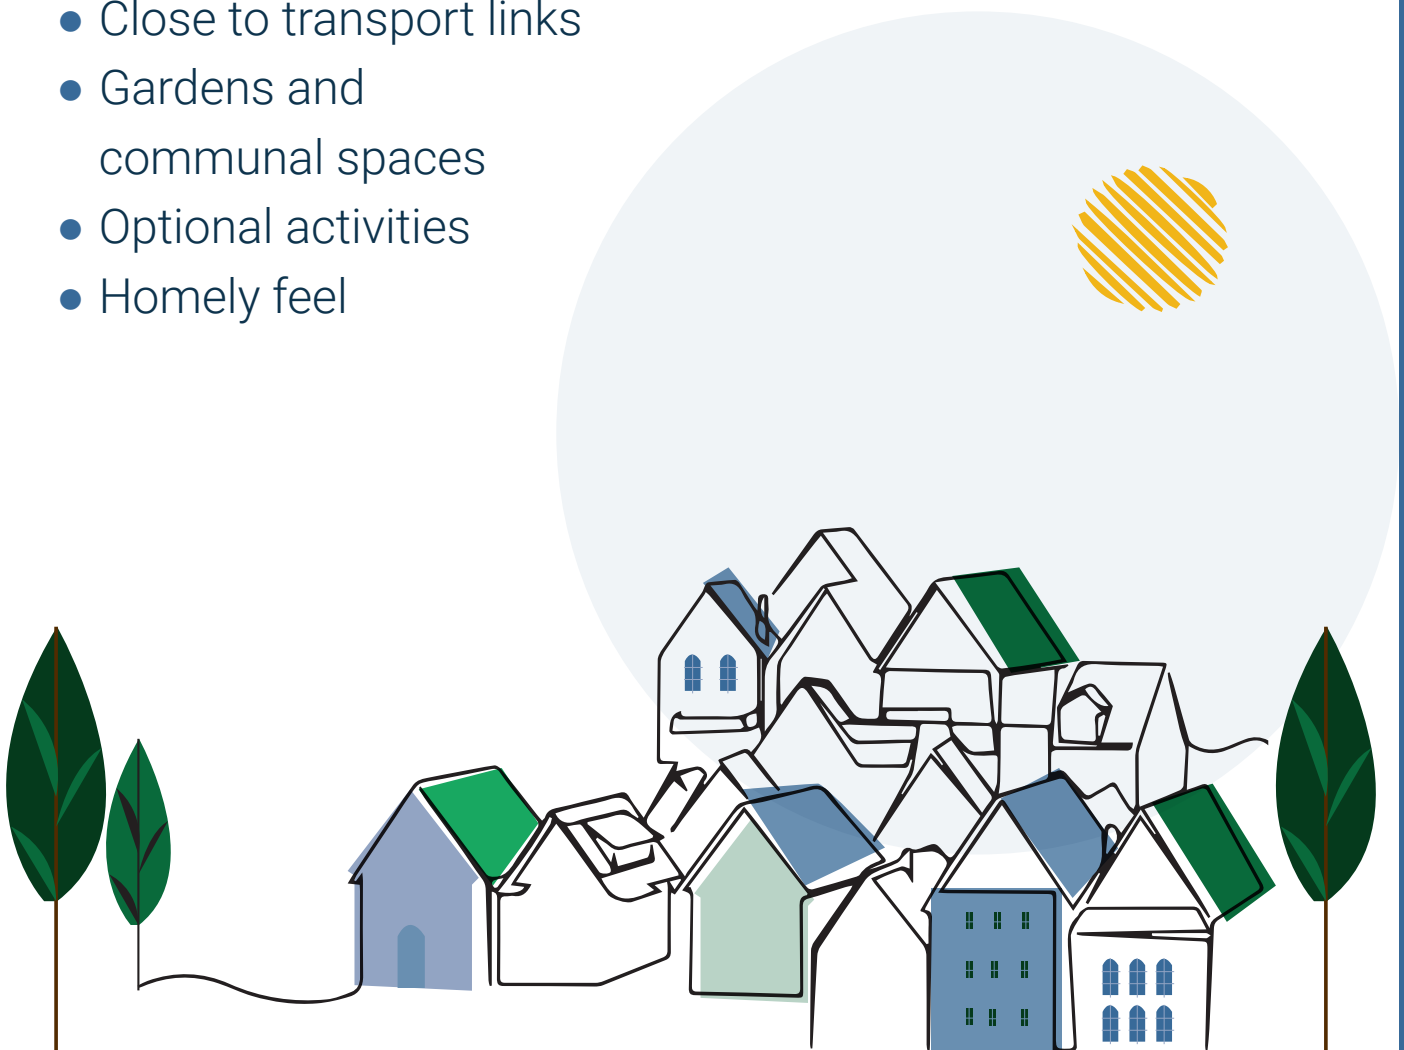 • Close to transport links
• Gardens and
communal spaces
• Optional activities
• Homely feel